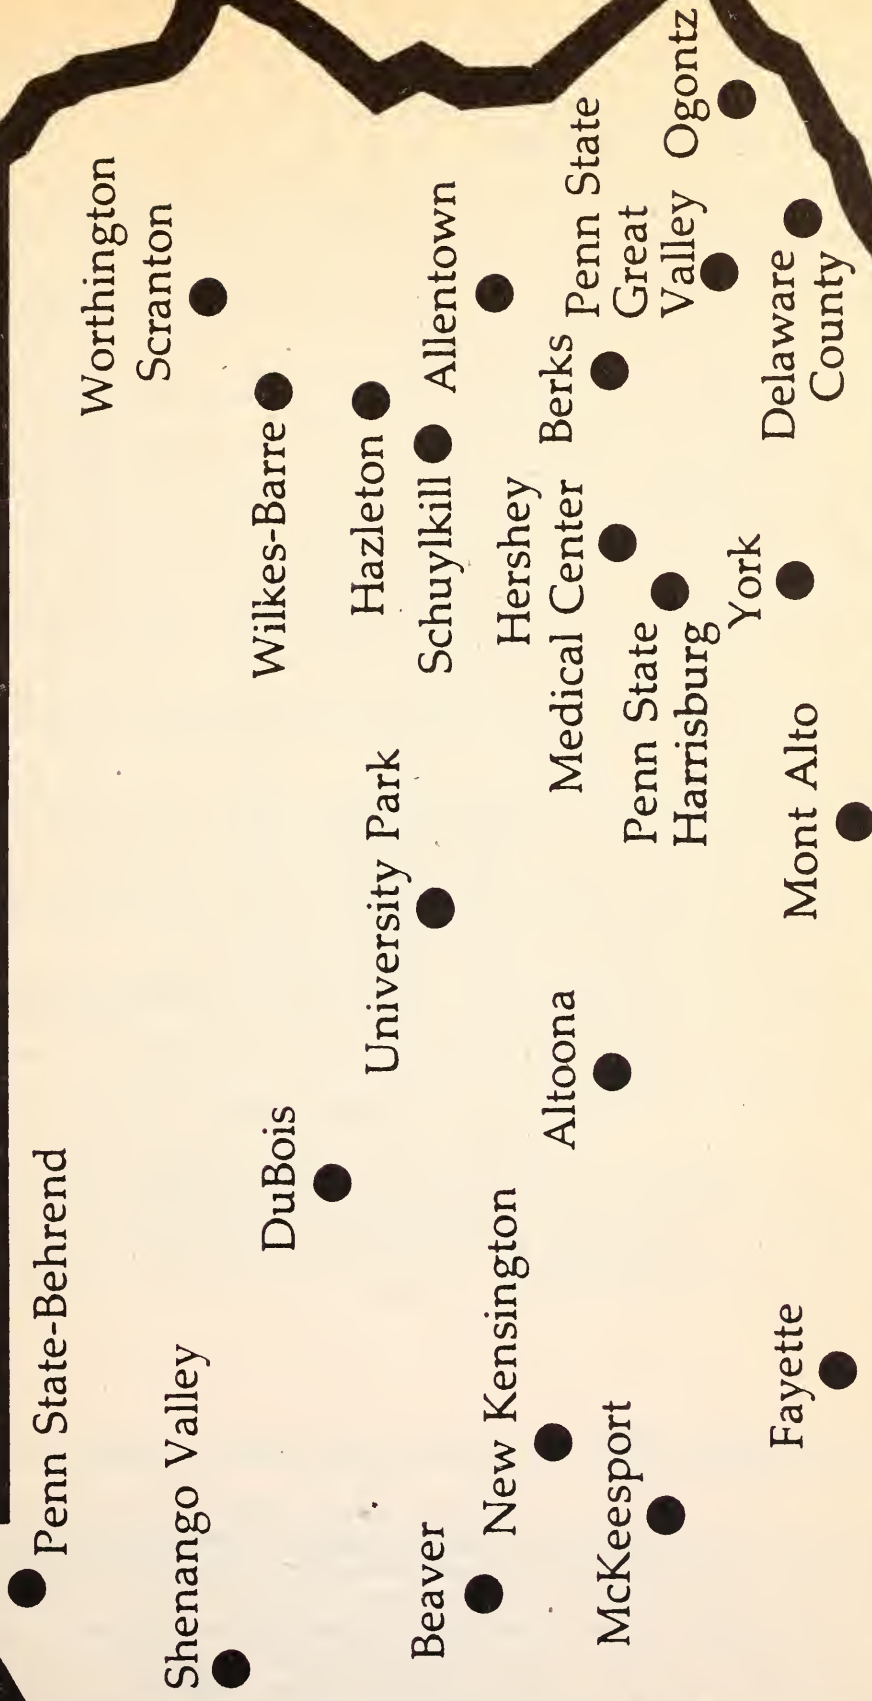 Penn State-Behrend
Shenango Valley
Beaver
New Kensington
McKeesport
Fayette
DuBois
Altoona
University Park
Mont Alto
Penn State
Harrisburg
York
Hershey
Medical Center
Wilkes-Barre
Hazleton
Schuylkill
Worthington
Scranton
Allentown
Berks
Penn State
Great
Valley
Ogontz
Delaware
County